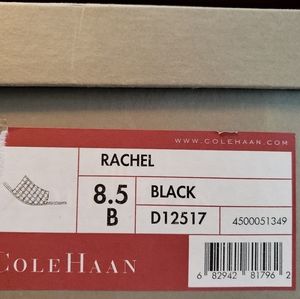 WWW.COLEHAAN.COM
RACHEL
8.5 BLACK
B D12517 4500051349
6 82942 81796 2
COLEHAAN